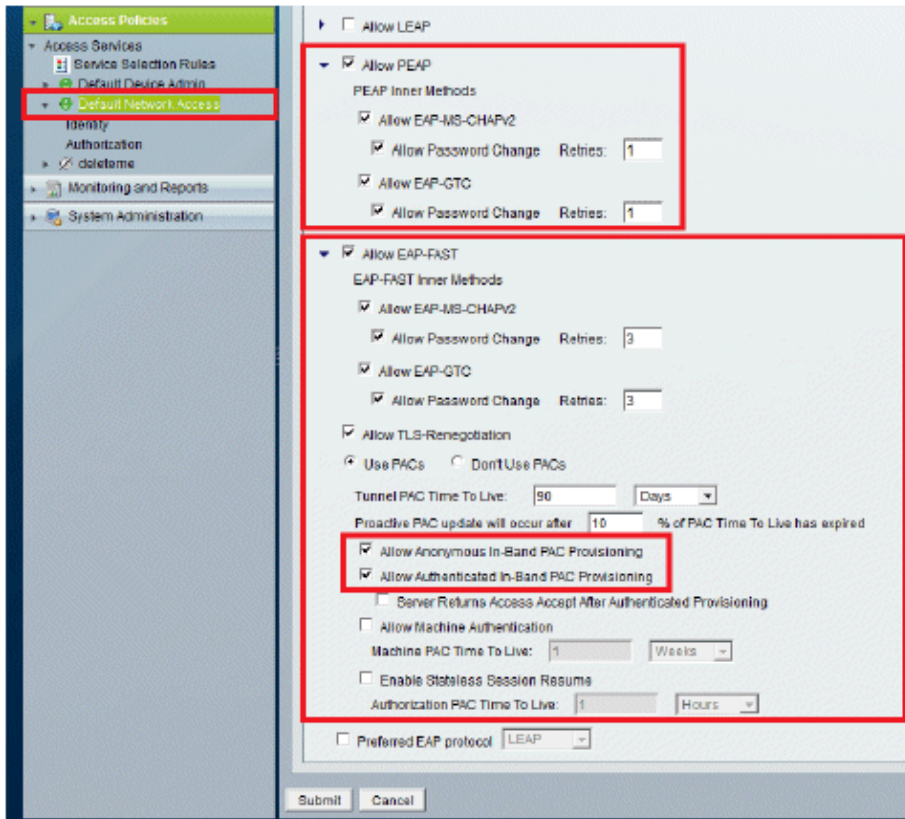 Access Policies
Access Services
Service Selection Rules
Default Device Admin
Default Network Access
Identity
Authorization
deleteme
Monitoring and Reports
System Administration
Allow LEAP
Allow PEAP
PEAP Inner Methods
Allow EAP-MS-CHAPv2
Allow Password Change Retries: 1
Allow EAP-GTC
Allow Password Change Retries: 1
Allow EAP-FAST
EAP-FAST Inner Methods
Allow EAP-MS-CHAPv2
Allow Password Change Retries: 3
Allow EAP-GTC
Allow Password Change Retries: 3
Allow TLS-Renegotiation
Use PACs Don't Use PACs
Tunnel PAC Time To Live: 90 Days
Proactive PAC update will occur after 10 % of PAC Time To Live has expired
Allow Anonymous In-Band PAC Provisioning
Allow Authenticated In-Band PAC Provisioning
Server Returns Access Accept After Authenticated Provisioning
Allow Machine Authentication
Machine PAC Time To Live: 1 Weeks
Enable Stateless Session Resume
Authorization PAC Time To Live: 1 Hours
Preferred EAP protocol LEAP
Submit Cancel